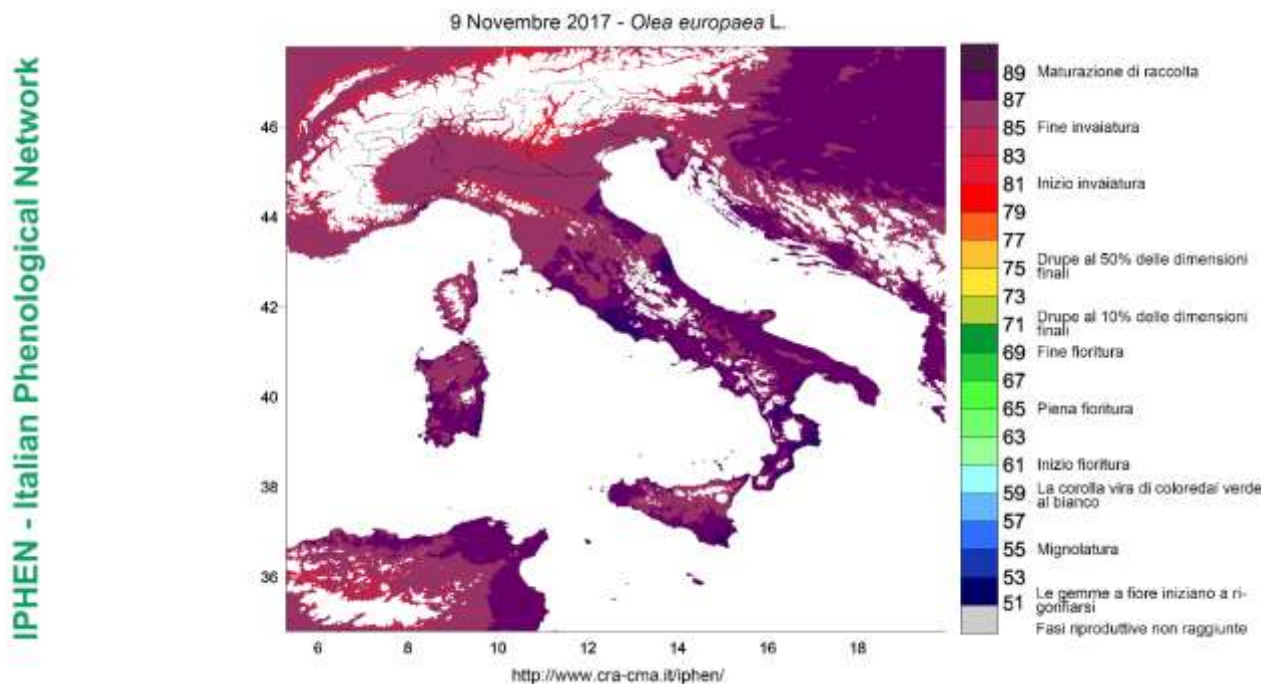 IPHEN - Italian Phenological Network
9 Novembre 2017 - Olea europaea L.
46
44
42
40
38
36
6
8
10
12
14
16
18
http://www.cra-cma.it/iphen/
89
Maturazione di raccolta
87
85
Fine invaiatura
83
81
Inizio invaiatura
79
77
Drupe al 50% delle dimensioni
finali
75
73
Drupe al 10% delle dimensioni
finali
71
69
Fine fioritura
67
65
Piena fioritura
63
61
Inizio fioritura
59
La corolla vira di coloredal verde
al bianco
57
55
Mignolatura
53
Le gemme a fiore iniziano a ri-
gonfiarsi
51
Fasi riproduttive non raggiunte